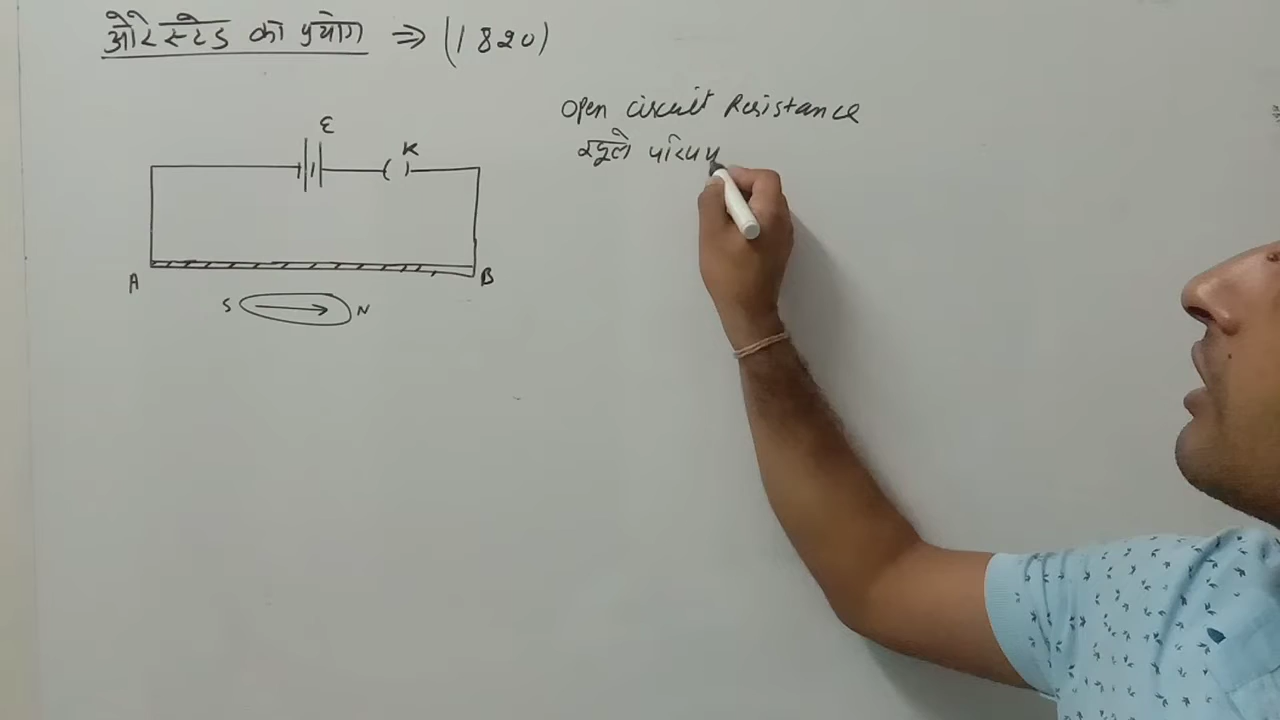 ओरेस्टेड का प्रयोग ⇒ (1820)
Open circuit Resistance
खुले परिपथ
E
K
A
B
S
N